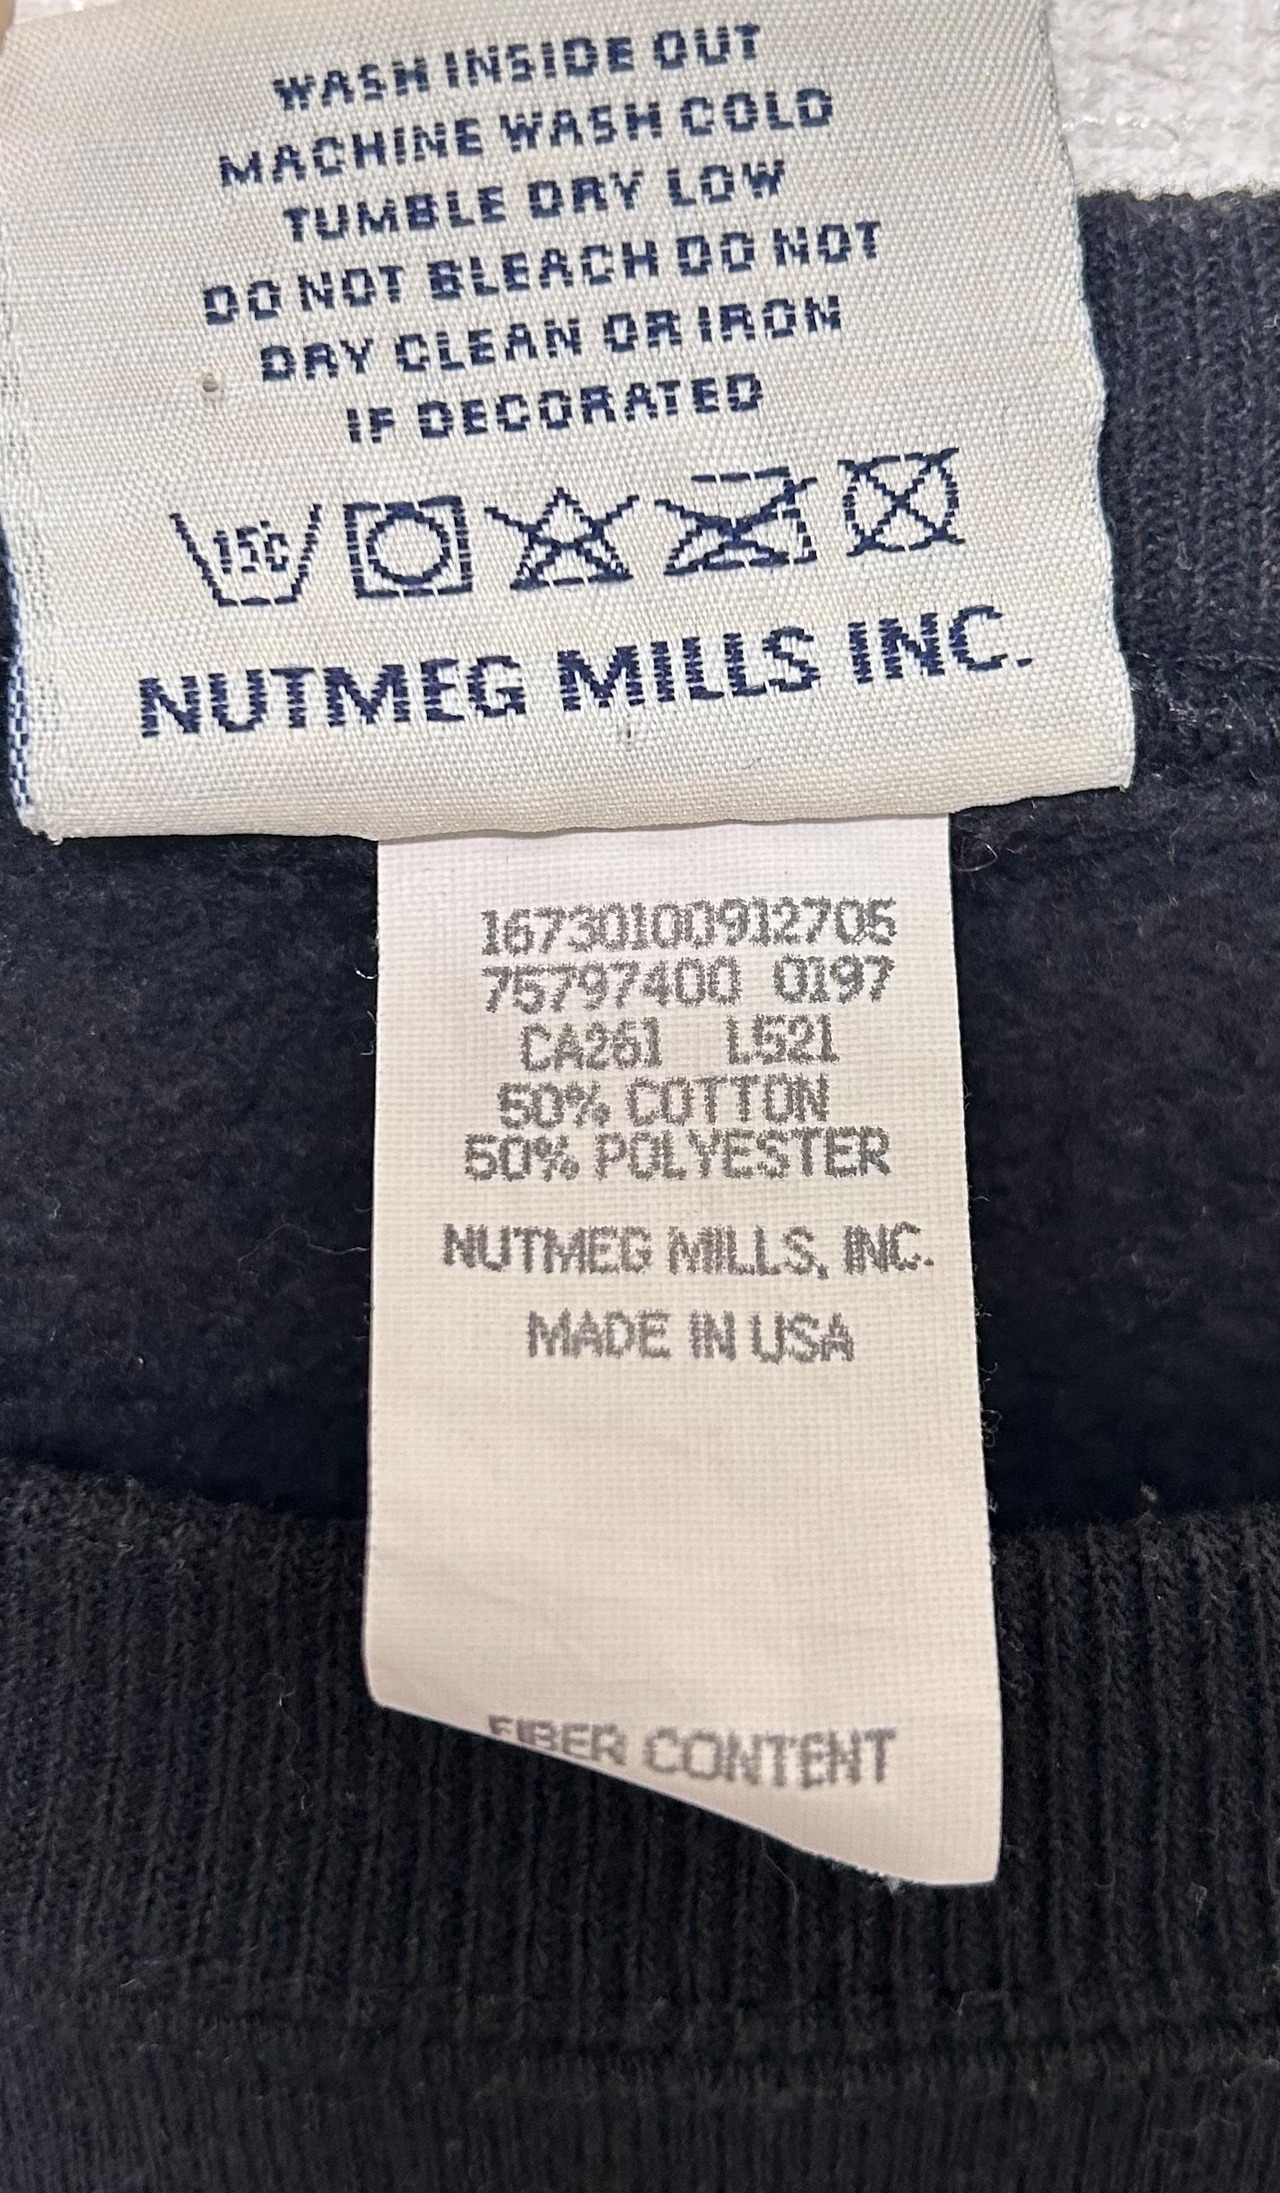 WASH INSIDE OUT
MACHINE WASH COLD
TUMBLE DRY LOW
DO NOT BLEACH DO NOT
DRY CLEAN OR IRON
IF DECORATED
15C
NUTMEG MILLS INC.
16730100912705
75797400 0197
CA261 L521
50% COTTON
50% POLYESTER
NUTMEG MILLS, INC.
MADE IN USA
FIBER CONTENT